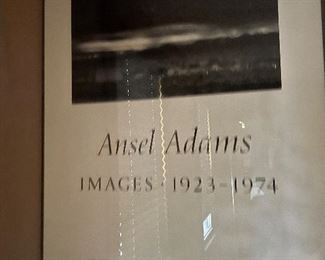 Ansel Adams
IMAGES · 1923-1974